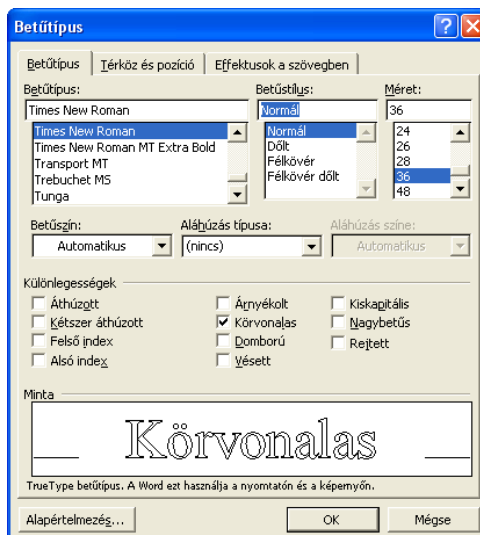 Betűtípus
Betűtípus Térköz és pozíció Effektusok a szövegben
Betűtípus: Betűstílus: Méret:
Times New Roman Normál 36
Times New Roman Normál 24
Times New Roman MT Extra Bold Dőlt 26
Transport MT Félkövér 28
Trebuchet MS Félkövér dőlt 36
Tunga 48
Betűszín: Aláhúzás típusa: Aláhúzás színe:
Automatikus (nincs) Automatikus
Különlegességek
Áthúzott Árnyékolt Kiskapitális
Kétszer áthúzott Körvonalas Nagybetűs
Felső index Domború Rejtett
Alsó index Vésett
Minta
Körvonalas
TrueType betűtípus. A Word ezt használja a nyomtatón és a képernyőn.
Alapértelmezés... OK Mégse